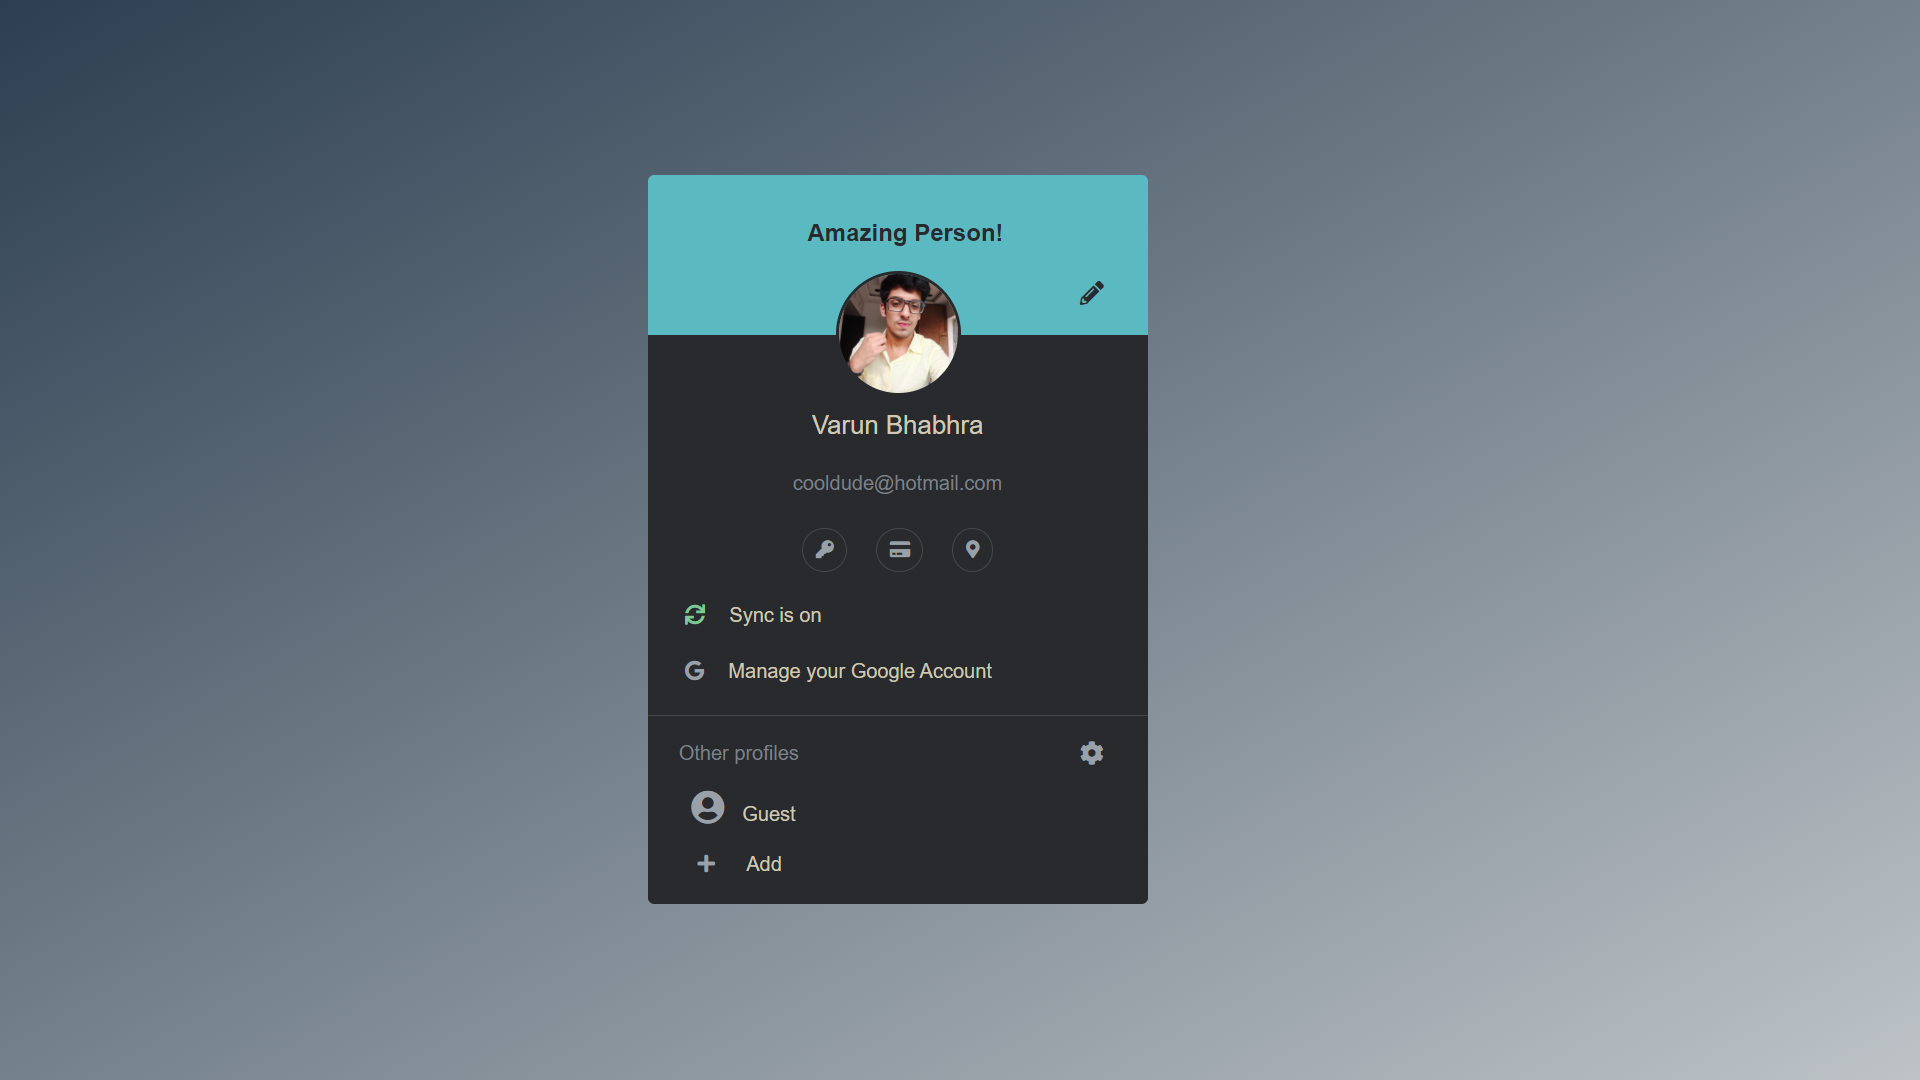 Amazing Person!
Varun Bhabhra
cooldude@hotmail.com
Sync is on
Manage your Google Account
Other profiles
Guest
Add